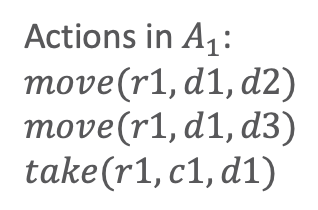 Actions in A₁:
move(r1, d1, d2)
move(r1, d1, d3)
take(r1, c1, d1)